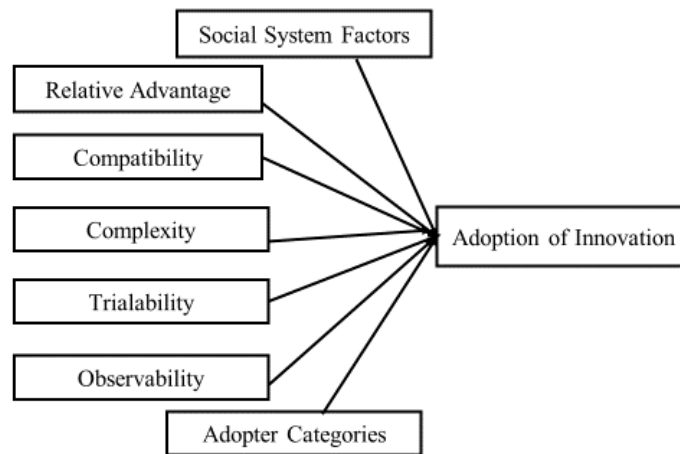 Social System Factors
Relative Advantage
Compatibility
Complexity
Adoption of Innovation
Trialability
Observability
Adopter Categories